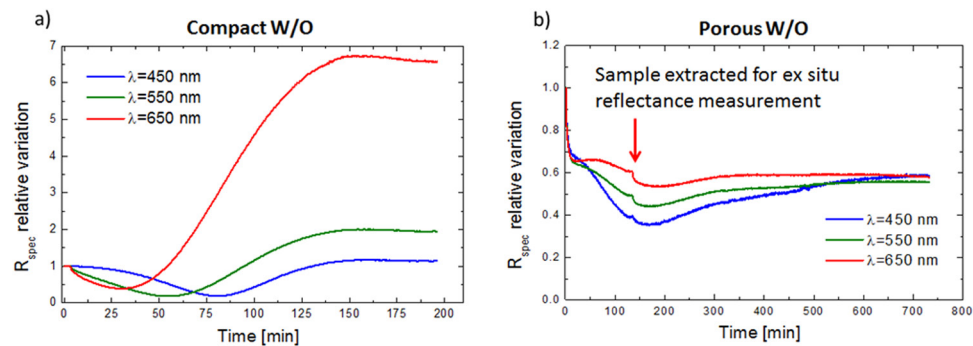 a)
Compact W/O
7
6
5
4
3
2
1
0
λ=450 nm
λ=550 nm
λ=650 nm
R_spec relative variation
0 25 50 75 100 125 150 175 200
Time [min]
b)
Porous W/O
1.2
1.0
0.8
0.6
0.4
0.2
0.0
Sample extracted for ex situ
reflectance measurement
λ=450 nm
λ=550 nm
λ=650 nm
R_spec relative variation
0 100 200 300 400 500 600 700 800
Time [min]